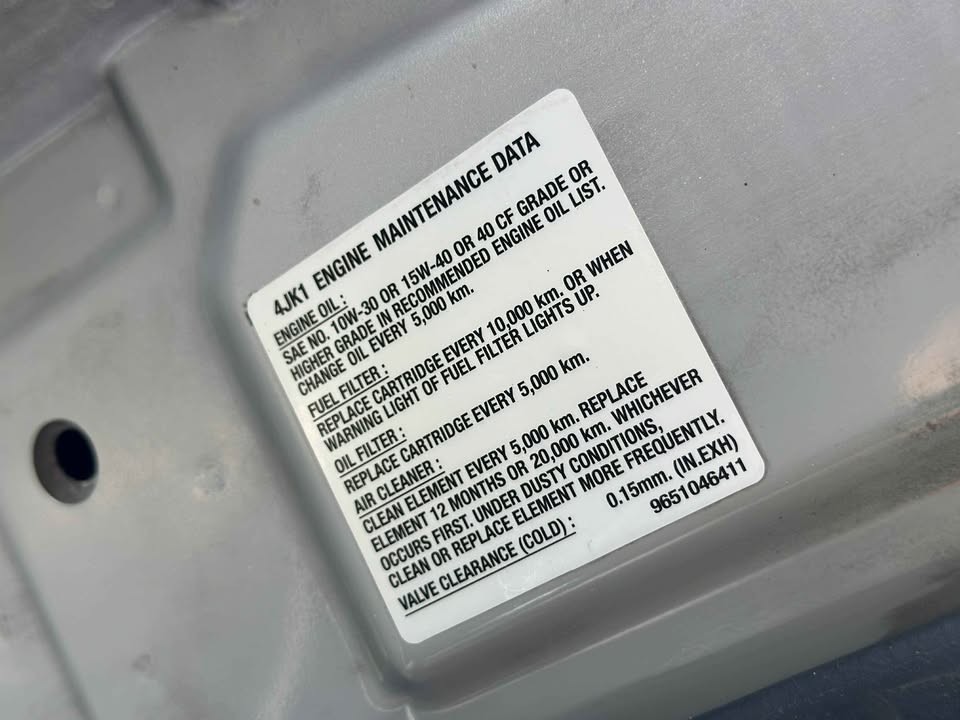 4JK1 ENGINE MAINTENANCE DATA
ENGINE OIL :
SAE NO. 10W-30 OR 15W-40 OR 40 CF GRADE OR
HIGHER GRADE IN RECOMMENDED ENGINE OIL LIST.
CHANGE OIL EVERY 5,000 km.
FUEL FILTER :
REPLACE CARTRIDGE EVERY 10,000 km. OR WHEN
WARNING LIGHT OF FUEL FILTER LIGHTS UP.
OIL FILTER :
REPLACE CARTRIDGE EVERY 5,000 km.
AIR CLEANER :
CLEAN ELEMENT EVERY 5,000 km. REPLACE
ELEMENT 12 MONTHS OR 20,000 km. WHICHEVER
OCCURS FIRST. UNDER DUSTY CONDITIONS,
CLEAN OR REPLACE ELEMENT MORE FREQUENTLY.
VALVE CLEARANCE (COLD) : 0.15mm. (IN.EXH)
9651046411